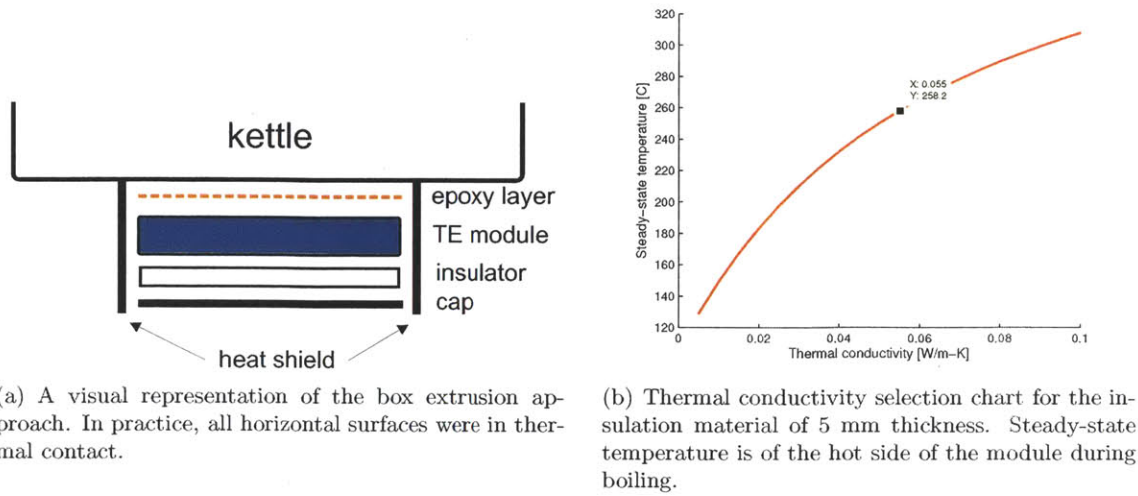 kettle
epoxy layer
TE module
insulator
cap
heat shield
(a) A visual representation of the box extrusion ap-
proach. In practice, all horizontal surfaces were in ther-
mal contact.
320
300
280
260
240
220
200
180
160
140
120
Steady-state temperature [C]
X: 0.055
Y: 258.2
0
0.02
0.04
0.06
0.08
0.1
Thermal conductivity [W/m-K]
(b) Thermal conductivity selection chart for the in-
sulation material of 5 mm thickness. Steady-state
temperature is of the hot side of the module during
boiling.